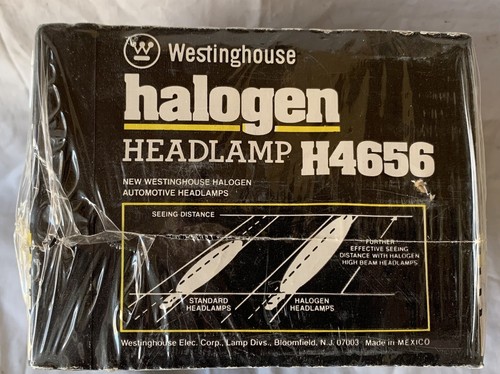 Westinghouse
halogen
HEADLAMP H4656
NEW WESTINGHOUSE HALOGEN
AUTOMOTIVE HEADLAMPS
SEEING DISTANCE
FURTHER
EFFECTIVE SEEING
DISTANCE WITH HALOGEN
HIGH BEAM HEADLAMPS
STANDARD
HEADLAMPS
HALOGEN
HEADLAMPS
Westinghouse Elec. Corp., Lamp Divs., Bloomfield, N.J. 07003 Made in MEXICO